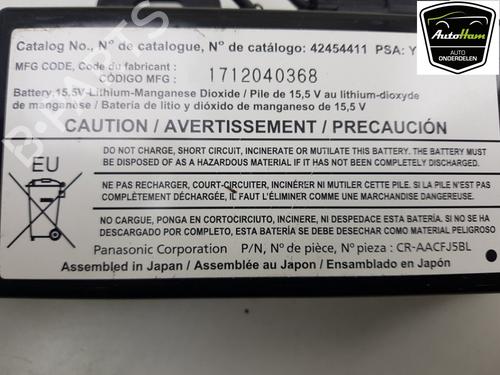 Catalog No., N° de catalogue, N° de catálogo: 42454411 PSA: Y
MFG CODE, Code du fabricant :
CÓDIGO MFG : 1712040368
Battery,15.5V-Lithium-Manganese Dioxide / Pile de 15,5 V au lithium-dioxyde
de manganèse / Batería de litio y dióxido de manganeso de 15,5 V
CAUTION / AVERTISSEMENT / PRECAUCIÓN
EU
DO NOT CHARGE, SHORT CIRCUIT, INCINERATE OR MUTILATE THIS BATTERY. THE BATTERY MUST
BE DISPOSED OF AS A HAZARDOUS MATERIAL IF IT HAS NOT BEEN COMPLETELY DISCHARGED.
NE PAS RECHARGER, COURT-CIRCUITER, INCINÉRER NI MUTILER CETTE PILE. SI LA PILE N'EST PAS
COMPLÈTEMENT DÉCHARGÉE, IL FAUT L'ÉLIMINER COMME UNE MARCHANDISE DANGEREUSE.
NO CARGUE, PONGA EN CORTOCIRCUITO, INCINERE, NI DESPEDACE ESTA BATERÍA. SI NO SE HA
DESCARGADO POR COMPLETO, ESTA BATERÍA DEBE DESECHARSE COMO MATERIAL PELIGROSO
Panasonic Corporation P/N, N° de pièce, N° pieza : CR-AACFJ5BL
Assembled in Japan / Assemblée au Japon / Ensamblado en Japón
AutoHam
AUTO
ONDERDELEN
B-PARTS